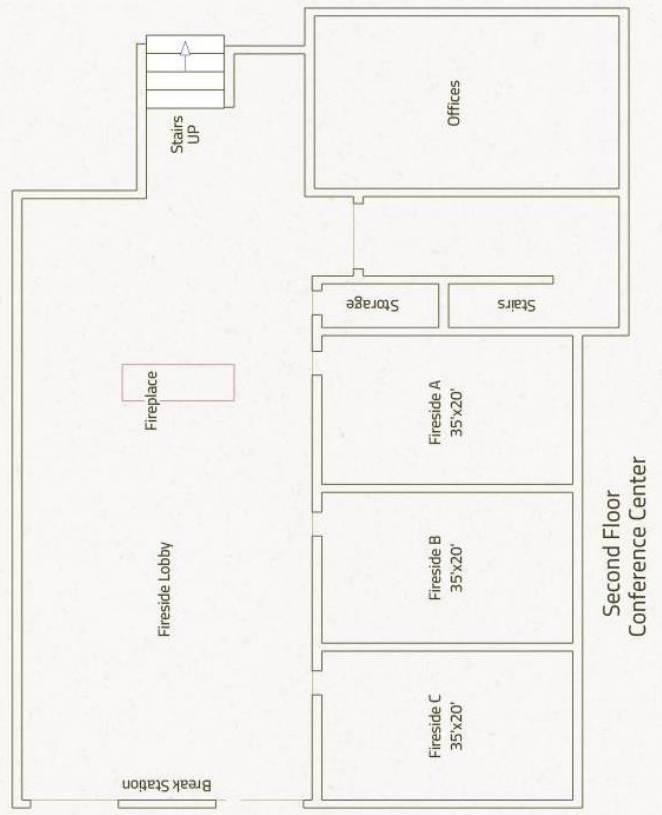 Stairs
UP
Offices
Storage
Stairs
Fireplace
Fireside A
35'x20'
Fireside Lobby
Fireside B
35'x20'
Fireside C
35'x20'
Break Station
Second Floor
Conference Center